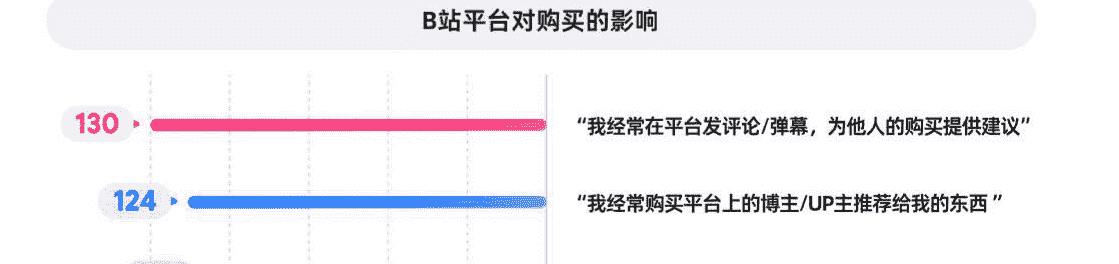 B站平台对购买的影响
130
“我经常在平台发评论/弹幕，为他人的购买提供建议”
124
“我经常购买平台上的博主/UP主推荐给我的东西 ”